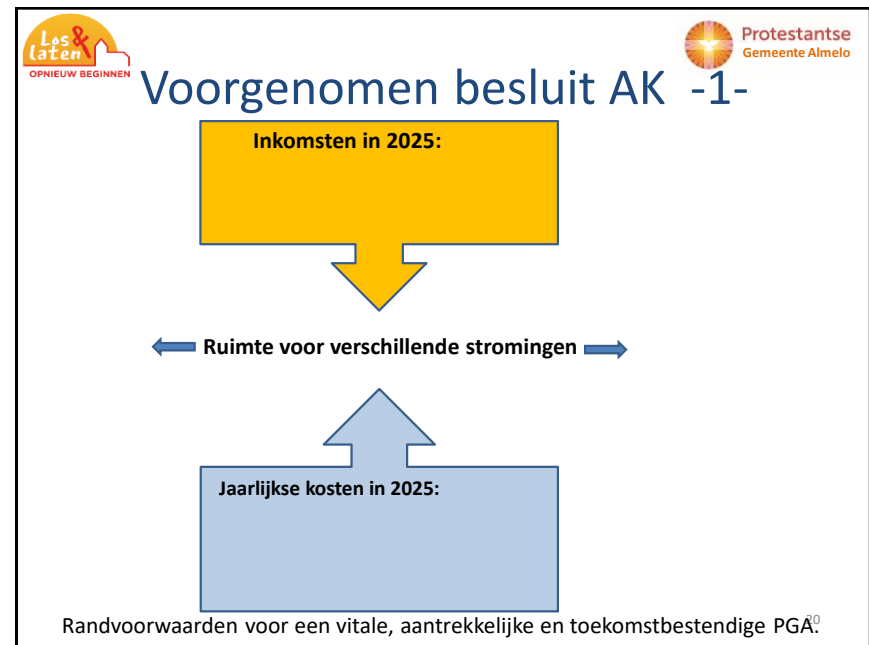 Los &
laten
OPNIEUW BEGINNEN
Protestantse
Gemeente Almelo
Voorgenomen besluit AK -1-
Inkomsten in 2025:
Ruimte voor verschillende stromingen
Jaarlijkse kosten in 2025:
Randvoorwaarden voor een vitale, aantrekkelijke en toekomstbestendige PGA.
20